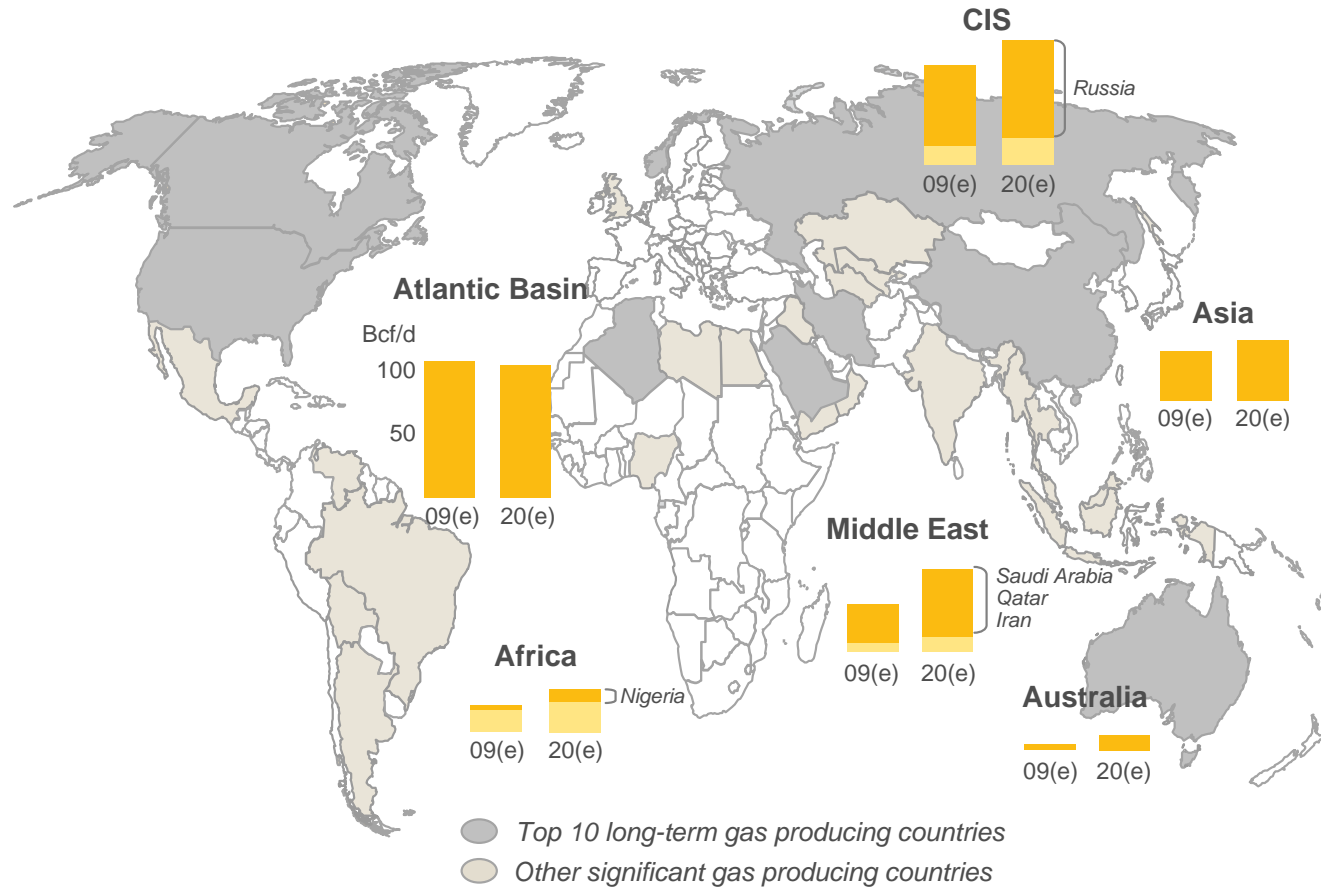 CIS
Russia
09(e)
20(e)
Atlantic Basin
Bcf/d
100
50
09(e)
20(e)
Asia
09(e)
20(e)
Middle East
Saudi Arabia
Qatar
Iran
09(e)
20(e)
Africa
Nigeria
09(e)
20(e)
Australia
09(e)
20(e)
Top 10 long-term gas producing countries
Other significant gas producing countries